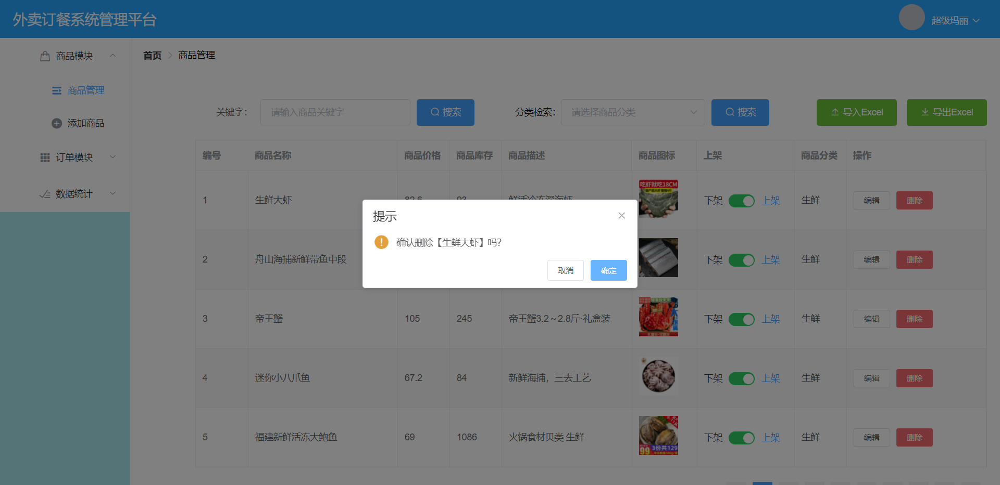 外卖订餐系统管理平台
超级玛丽
商品模块
商品管理
添加商品
订单模块
数据统计
首页 > 商品管理
关键字： 请输入商品关键字 搜索 分类检索： 请选择商品分类 搜索 导入Excel 导出Excel
编号 商品名称 商品价格 商品库存 商品描述 商品图标 上架 商品分类 操作
吃虾就吃18CM
1 生鲜大虾 82.6 93 鲜活冷冻深海虾 下架 上架 生鲜 编辑 删除
提示
确认删除【生鲜大虾】吗?
取消 确定
2 舟山海捕新鲜带鱼中段 下架 上架 生鲜 编辑 删除
3 帝王蟹 105 245 帝王蟹3.2～2.8斤·礼盒装 下架 上架 生鲜 编辑 删除
4 迷你小八爪鱼 67.2 84 新鲜海捕，三去工艺 下架 上架 生鲜 编辑 删除
5 福建新鲜活冻大鲍鱼 69 1086 火锅食材贝类 生鲜 下架 上架 生鲜 编辑 删除
99 3份共129